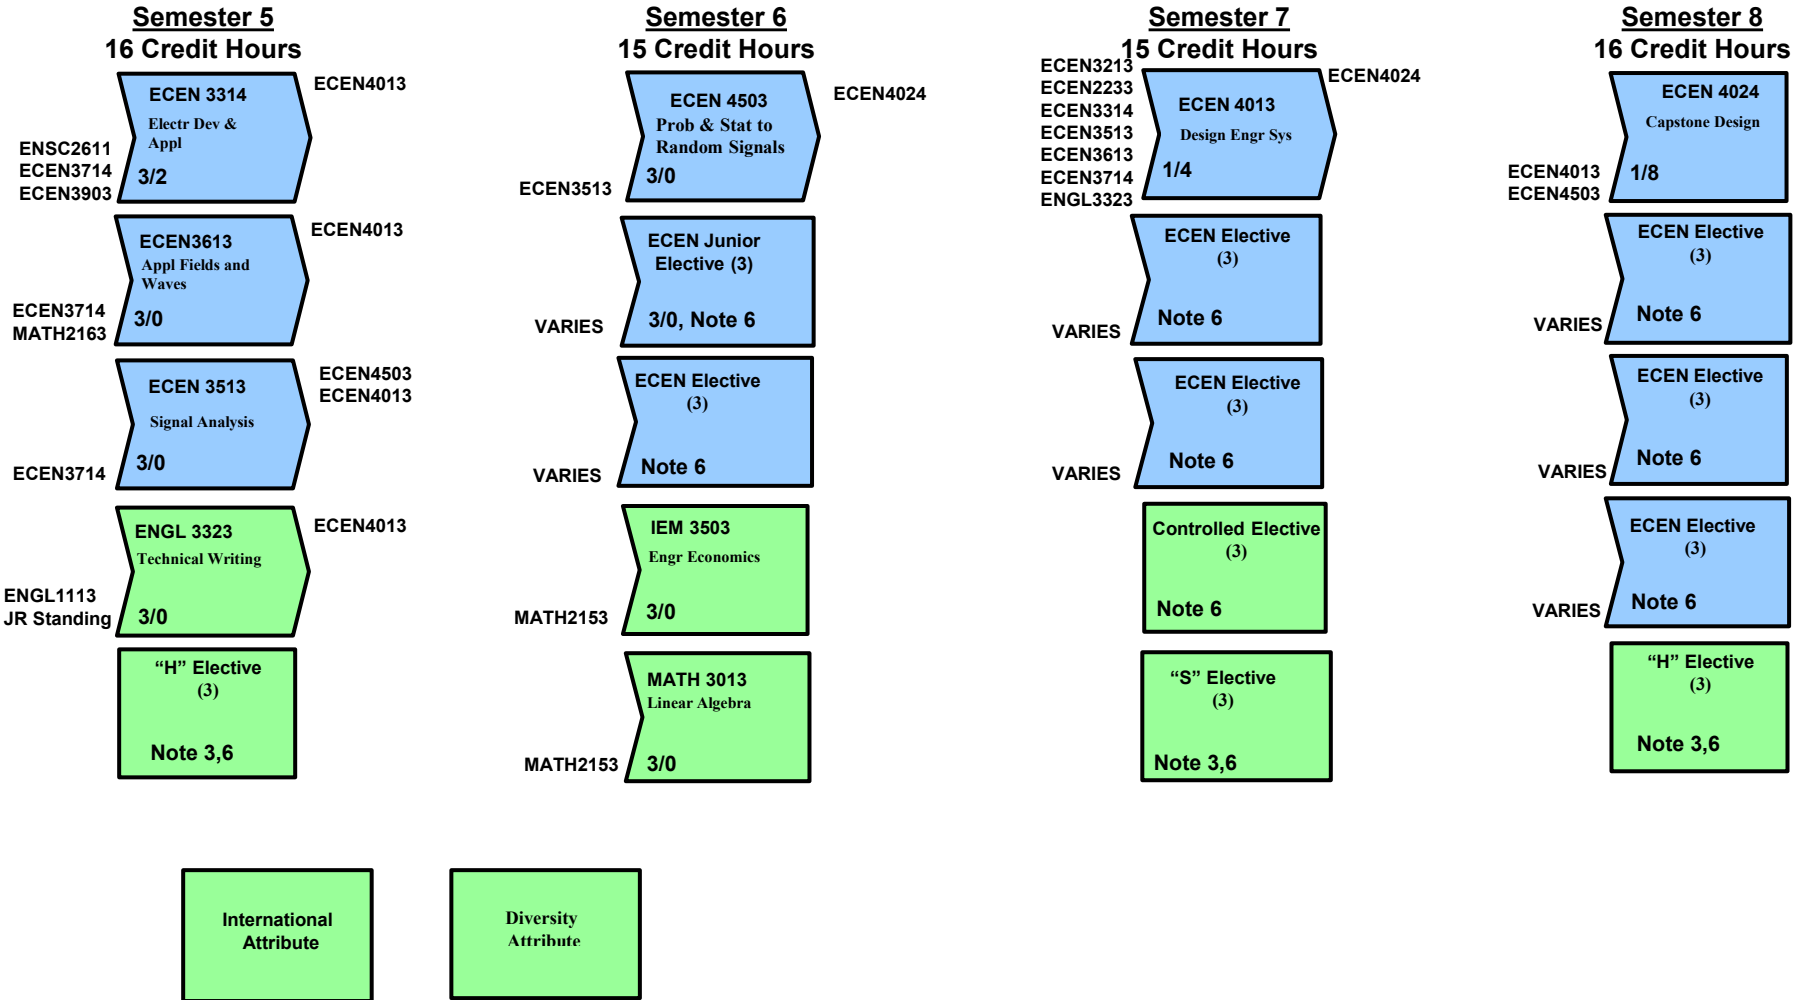 Semester 5
16 Credit Hours
ECEN 3314
Electr Dev &
Appl
3/2
ECEN4013
ENSC2611
ECEN3714
ECEN3903
ECEN3613
Appl Fields and
Waves
3/0
ECEN4013
ECEN3714
MATH2163
ECEN 3513
Signal Analysis
3/0
ECEN4503
ECEN4013
ECEN3714
ENGL 3323
Technical Writing
3/0
ECEN4013
ENGL1113
JR Standing
“H” Elective
(3)
Note 3,6
Semester 6
15 Credit Hours
ECEN 4503
Prob & Stat to
Random Signals
3/0
ECEN4024
ECEN3513
ECEN Junior
Elective (3)
3/0, Note 6
VARIES
ECEN Elective
(3)
Note 6
VARIES
IEM 3503
Engr Economics
3/0
MATH2153
MATH 3013
Linear Algebra
3/0
MATH2153
Semester 7
15 Credit Hours
ECEN3213
ECEN2233
ECEN3314
ECEN3513
ECEN3613
ECEN3714
ENGL3323
ECEN 4013
Design Engr Sys
1/4
ECEN4024
ECEN Elective
(3)
Note 6
VARIES
ECEN Elective
(3)
Note 6
VARIES
Controlled Elective
(3)
Note 6
“S” Elective
(3)
Note 3,6
Semester 8
16 Credit Hours
ECEN 4024
Capstone Design
1/8
ECEN4013
ECEN4503
ECEN Elective
(3)
Note 6
VARIES
ECEN Elective
(3)
Note 6
VARIES
ECEN Elective
(3)
Note 6
VARIES
“H” Elective
(3)
Note 3,6
International
Attribute
Diversity
Attribute